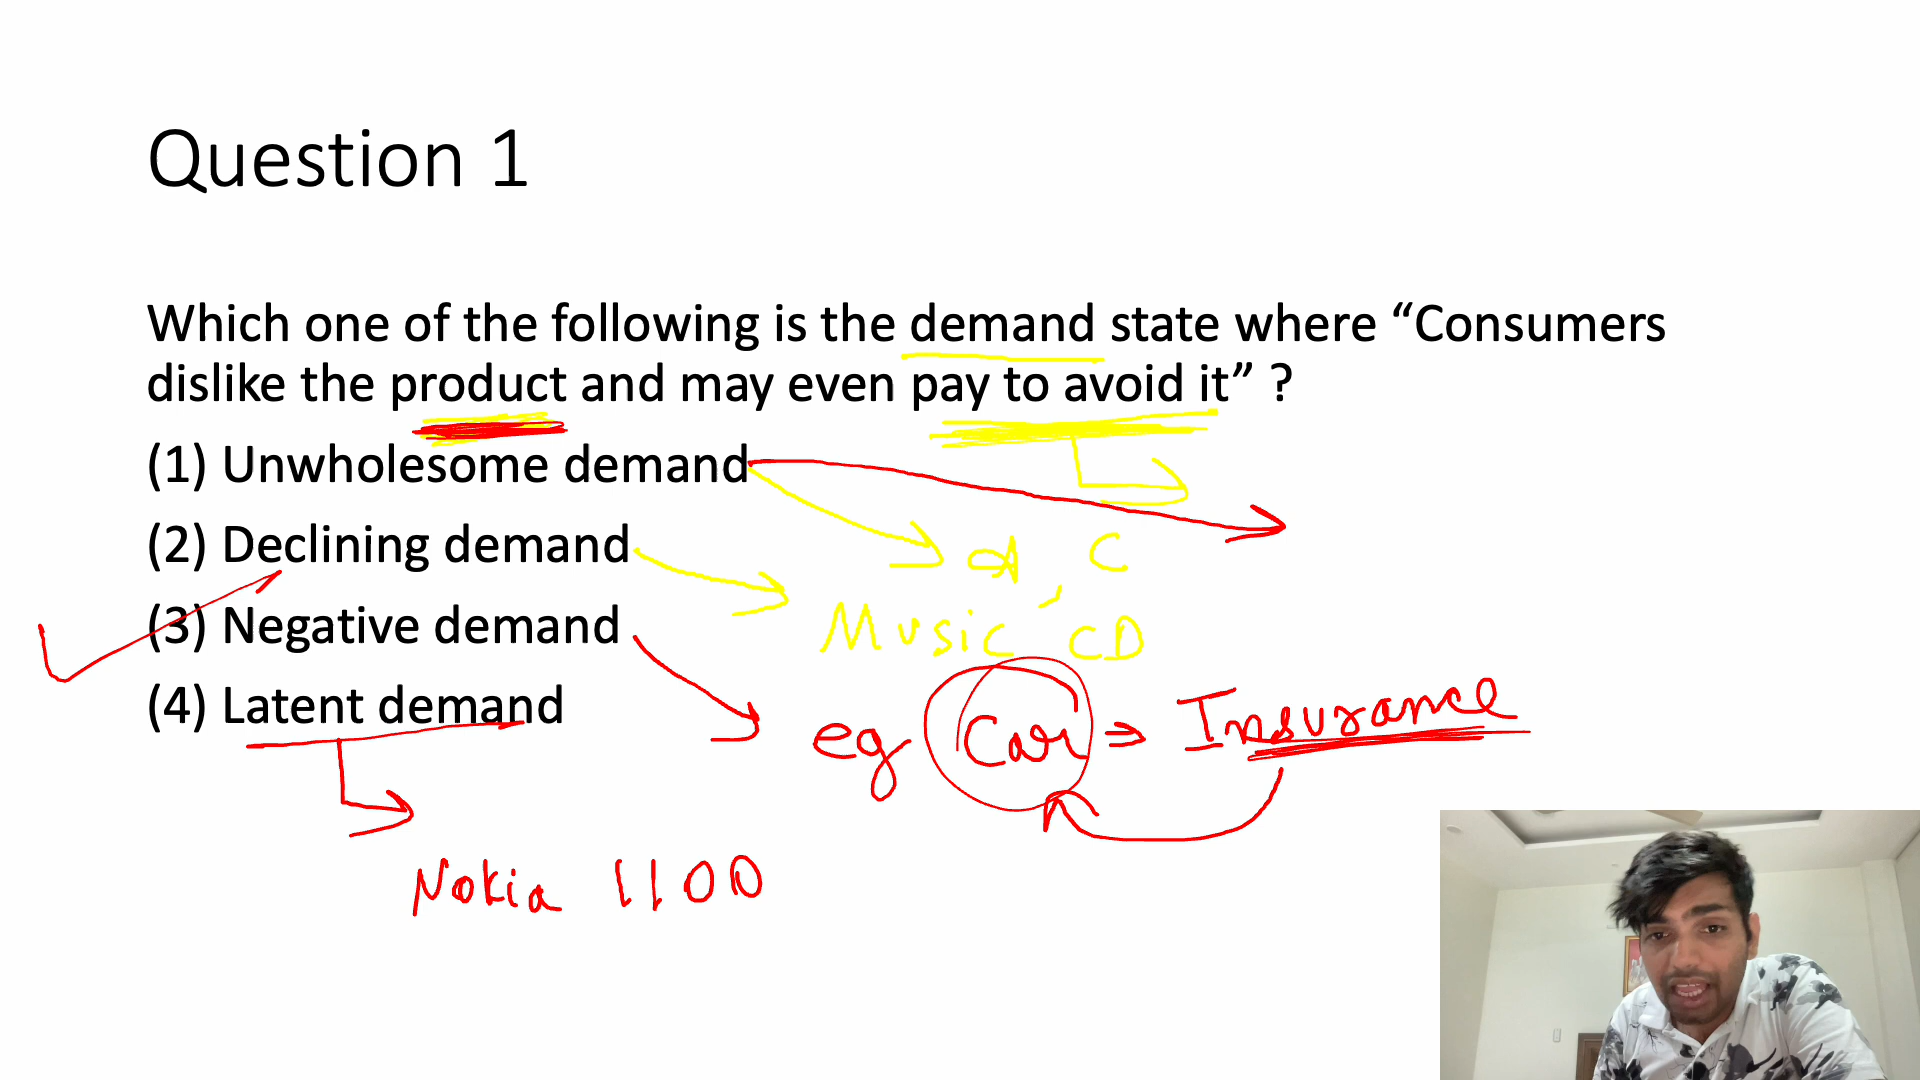 Question 1
Which one of the following is the demand state where “Consumers
dislike the product and may even pay to avoid it” ?
(1) Unwholesome demand
(2) Declining demand
A, C
(3) Negative demand
Music CD
(4) Latent demand
eg Car ⇒ Insurance
Nokia 1100